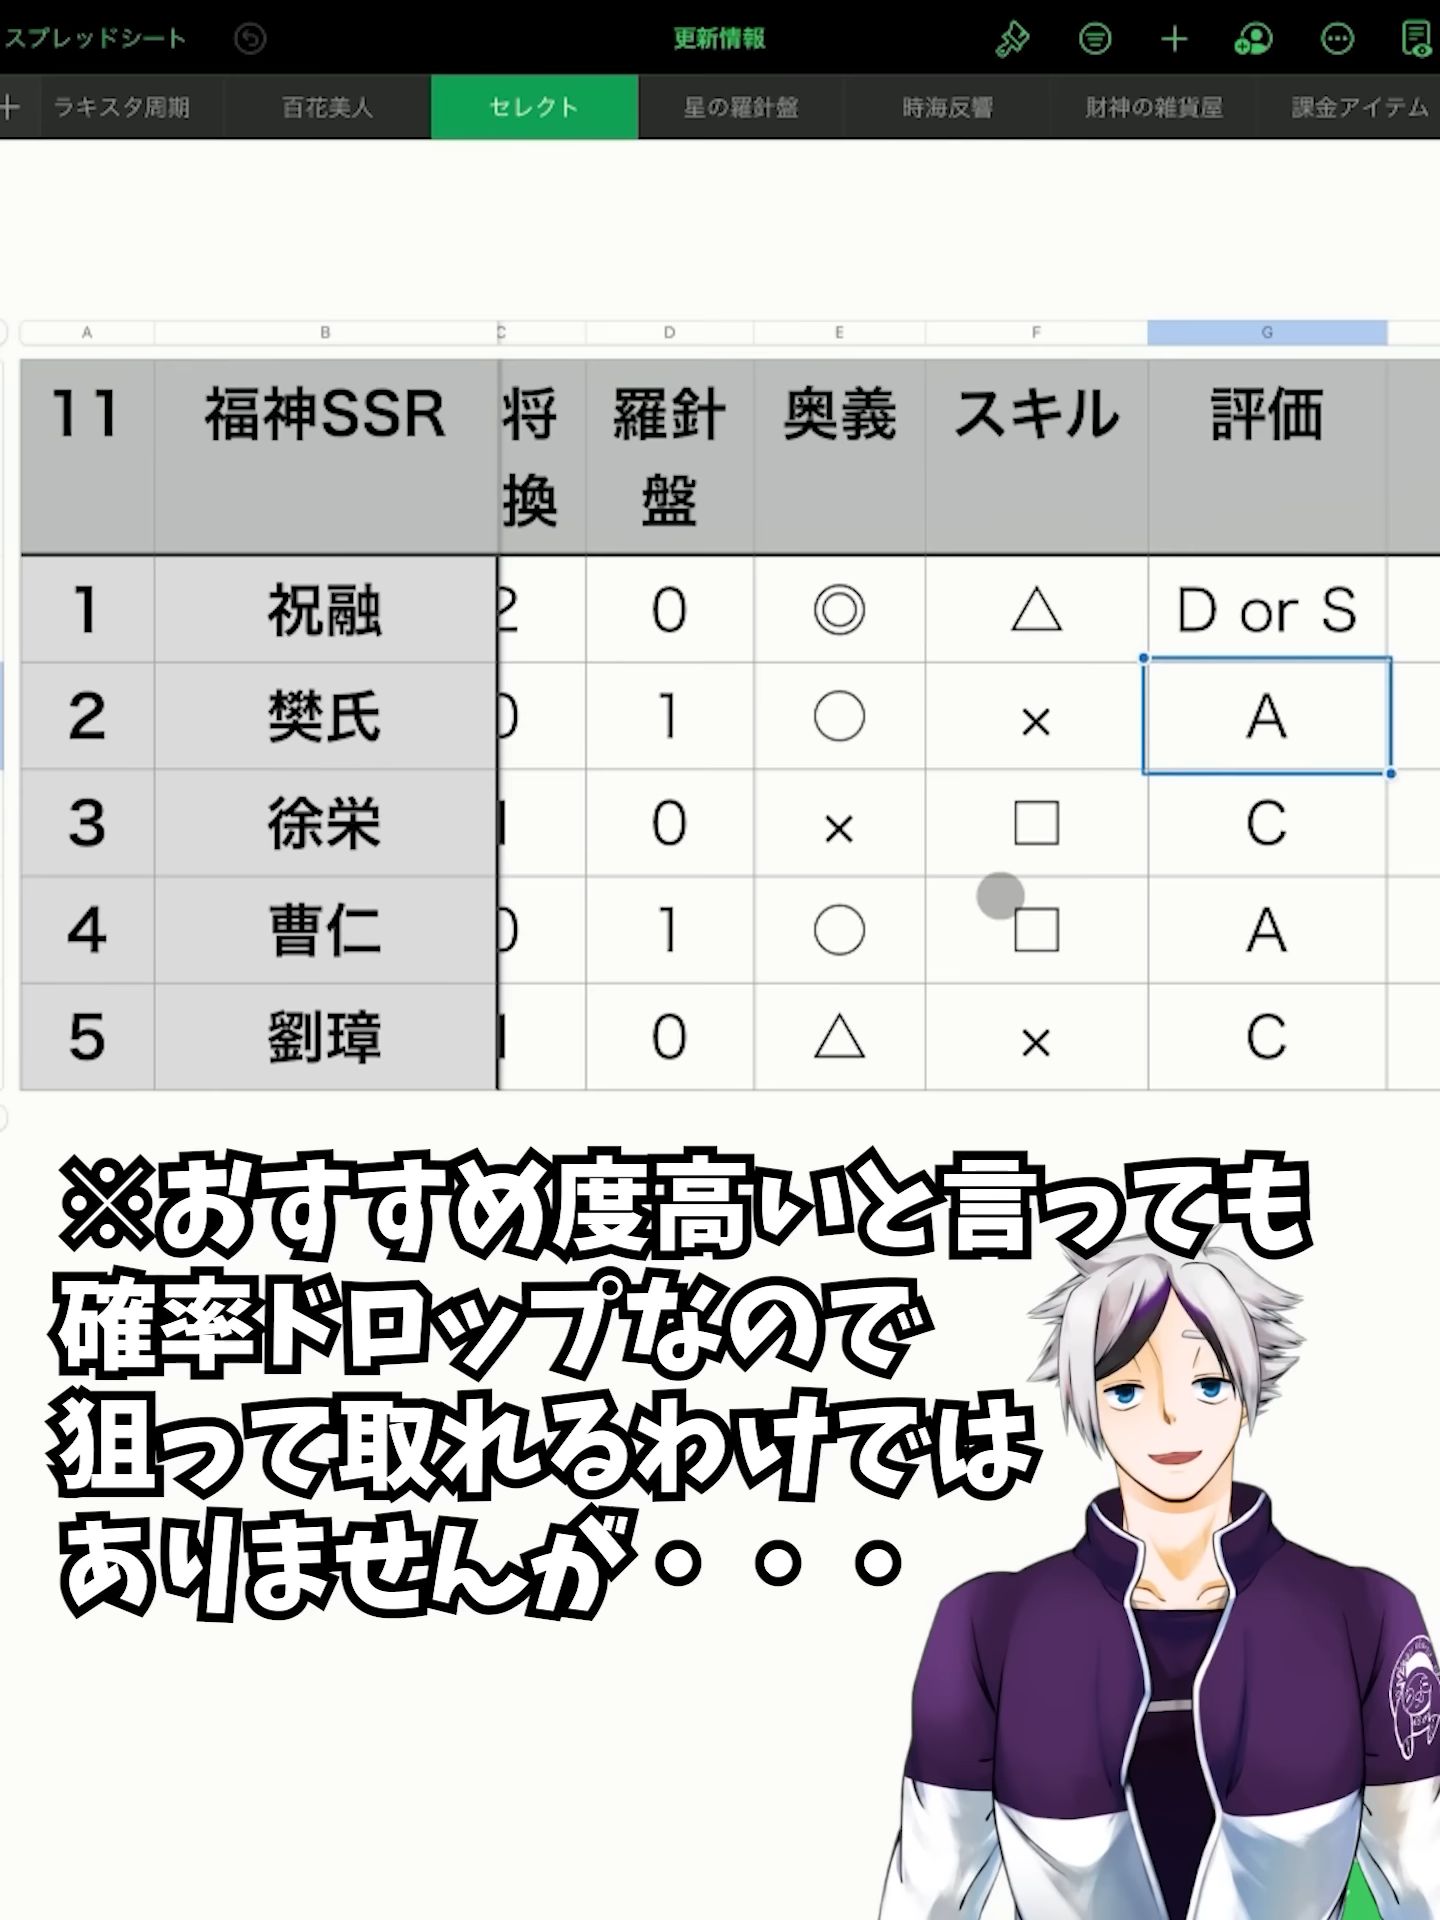 スプレッドシート
更新情報
ラキスタ周期 百花美人 セレクト 星の羅針盤 時海反響 財神の雑貨屋 課金アイテム
A B C D E F G
11 福神SSR 将 羅針 奥義 スキル 評価
換 盤
1 祝融 2 0 ◎ △ D or S
2 樊氏 0 1 ○ × A
3 徐栄 1 0 × □ C
4 曹仁 0 1 ○ □ A
5 劉璋 1 0 △ × C
※おすすめ度高いと言っても
確率ドロップなので
狙って取れるわけでは
ありませんが・・・